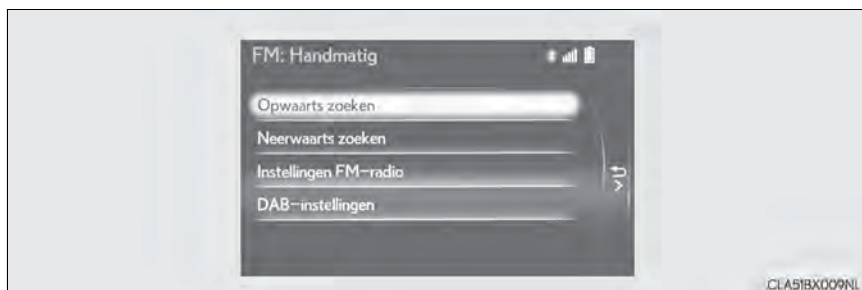 FM: Handmatig
Opwaarts zoeken
Neerwaarts zoeken
Instellingen FM-radio
DAB-instellingen
CLA51BX009NL